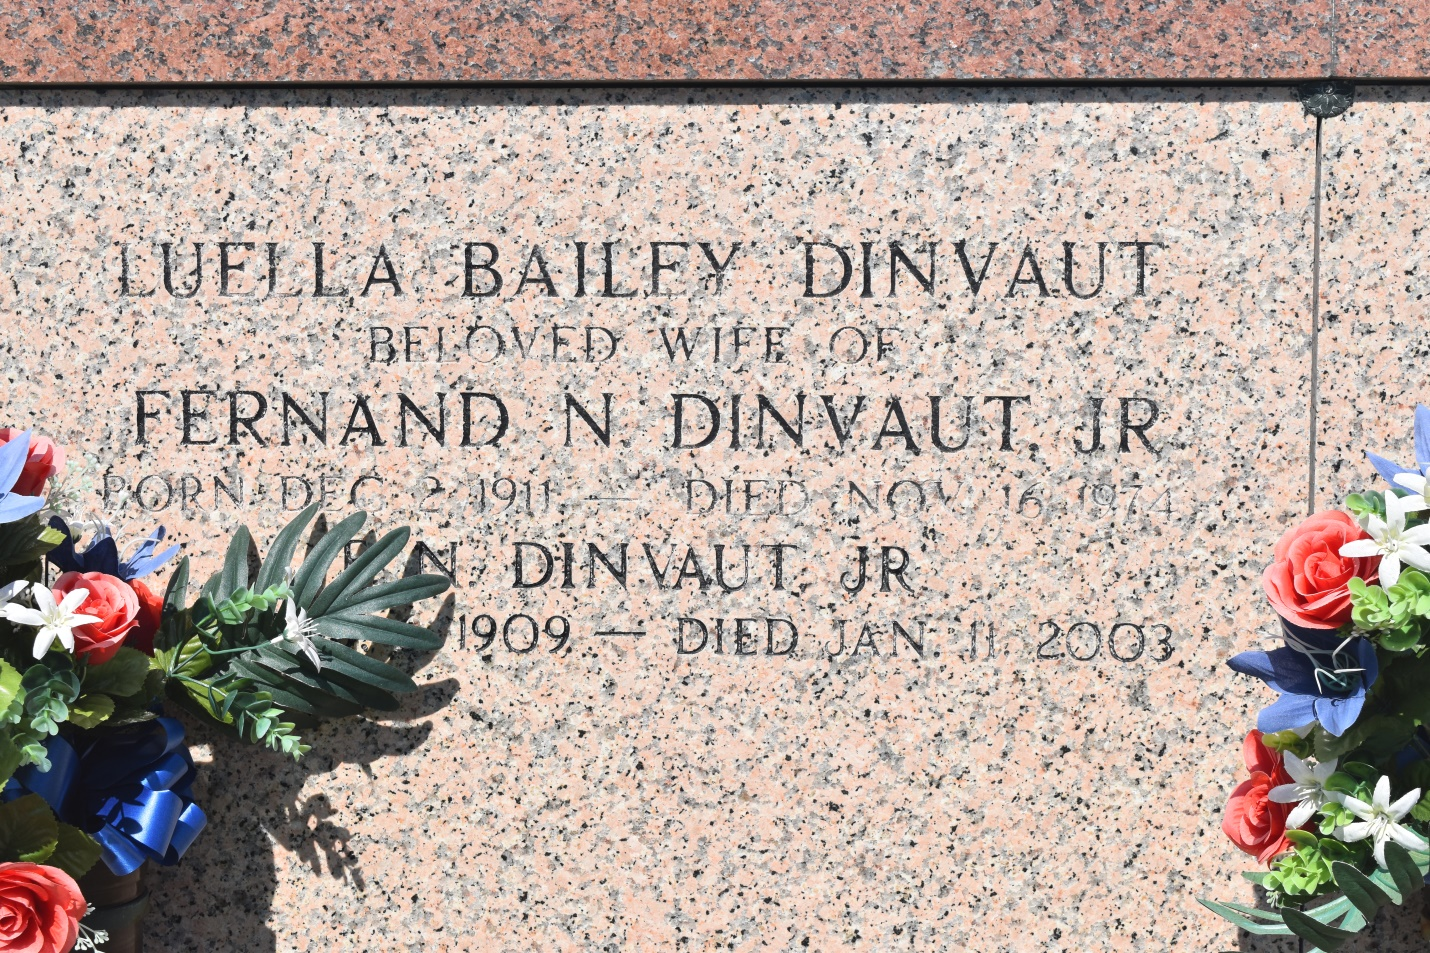 LUELLA BAILEY DINVAUT
BELOVED WIFE OF
FERNAND N DINVAUT JR
BORN DEC 2 1911 — DIED NOV 16 1974
F N DINVAUT JR
1909 — DIED JAN 11 2003